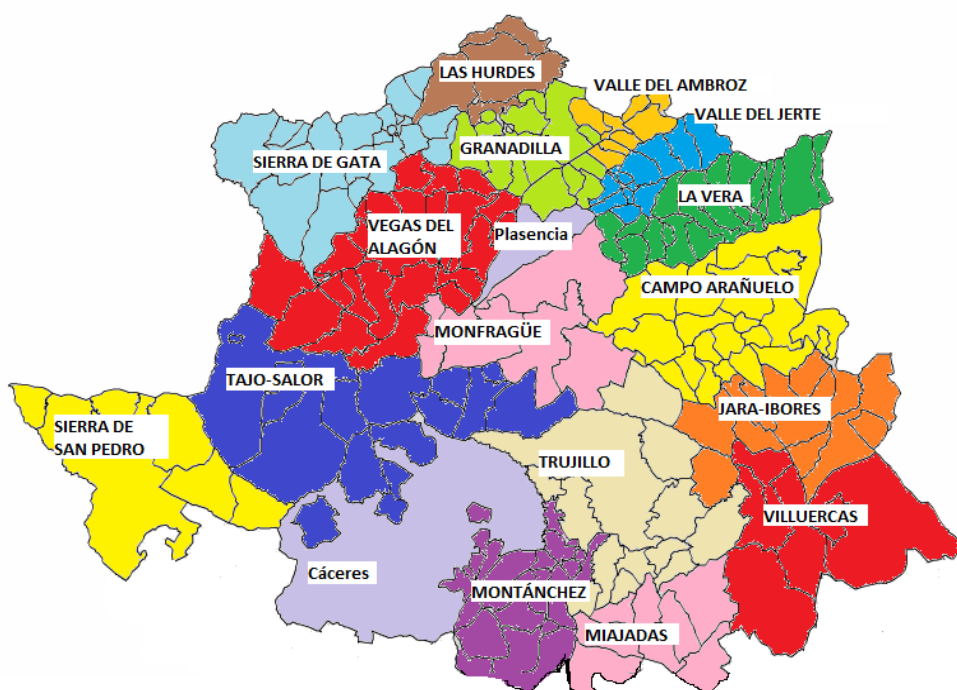 LAS HURDES
VALLE DEL AMBROZ
VALLE DEL JERTE
SIERRA DE GATA
GRANADILLA
LA VERA
VEGAS DEL
ALAGÓN
Plasencia
CAMPO ARAÑUELO
MONFRAGÜE
TAJO-SALOR
JARA-IBORES
SIERRA DE
SAN PEDRO
TRUJILLO
VILLUERCAS
Cáceres
MONTÁNCHEZ
MIAJADAS